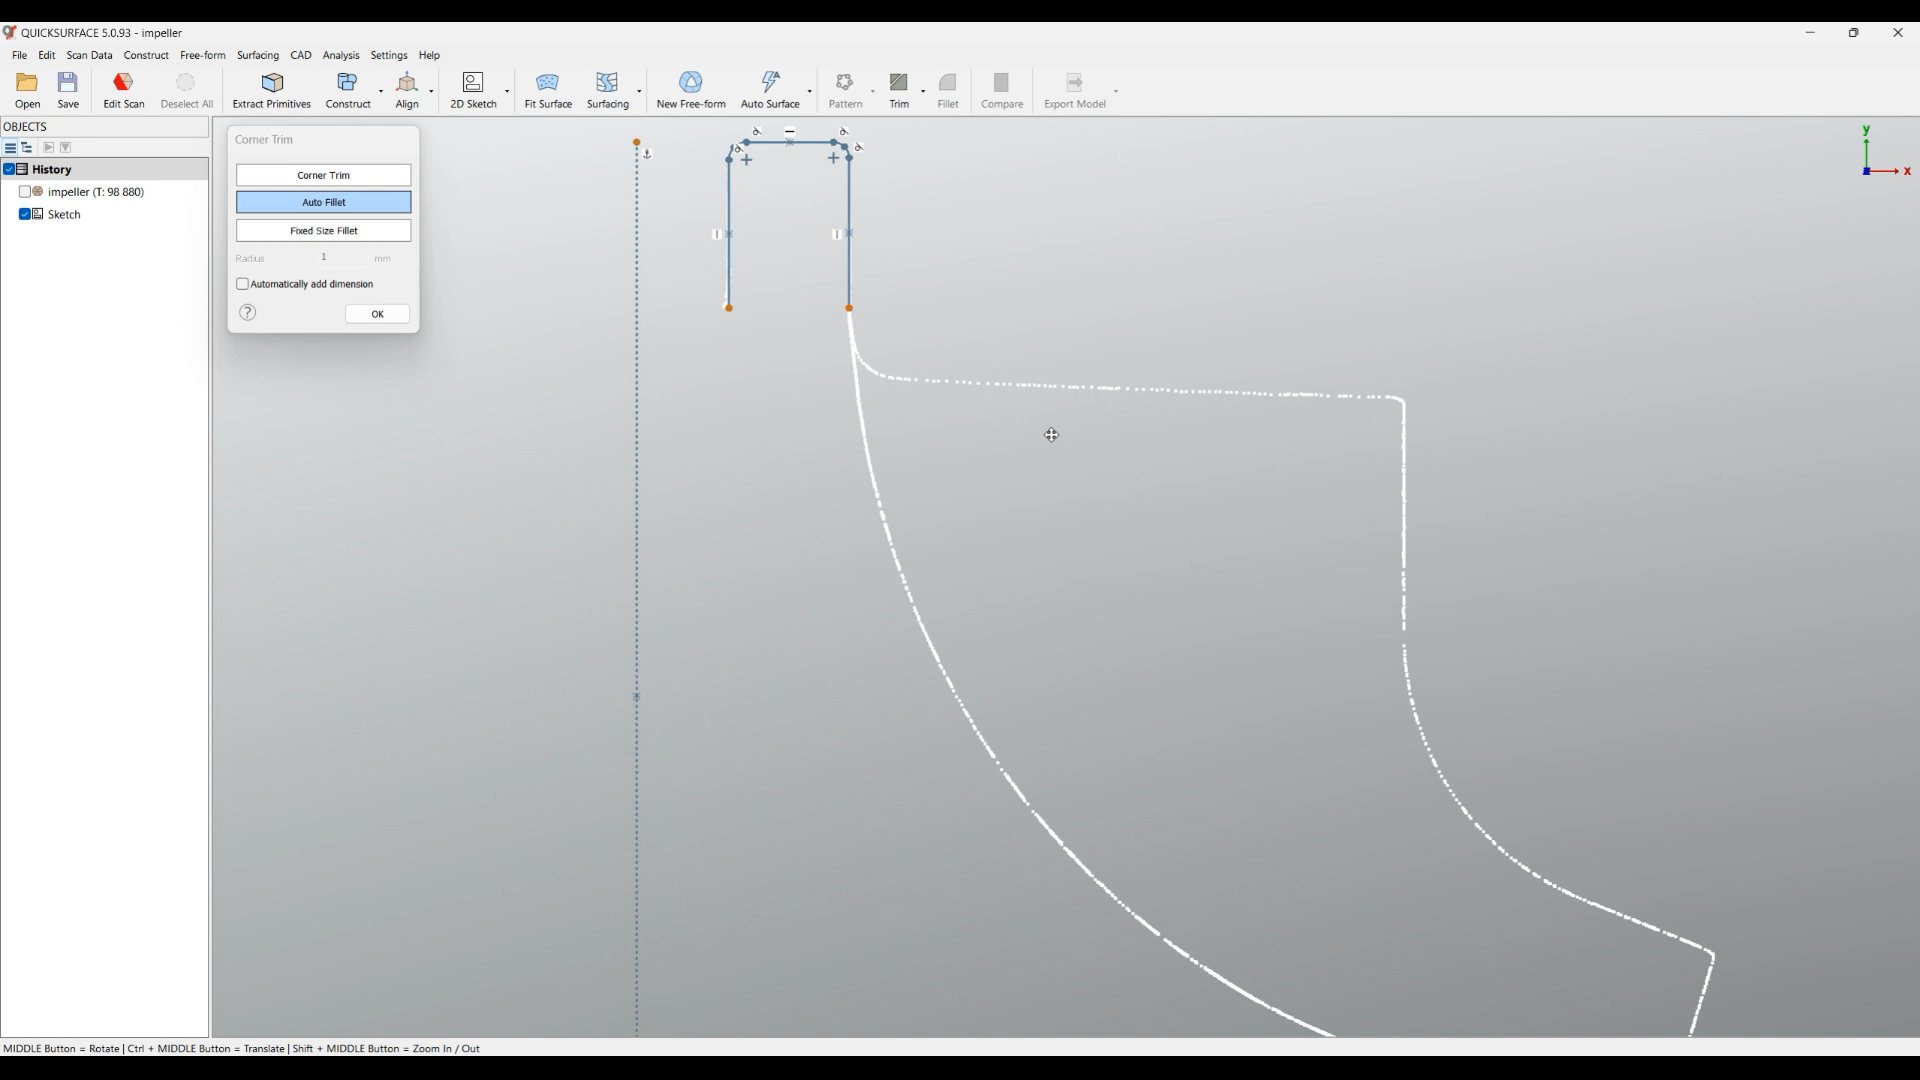 QUICKSURFACE 5.0.93 - impeller
File Edit Scan Data Construct Free-form Surfacing CAD Analysis Settings Help
Open Save Edit Scan Deselect All Extract Primitives Construct Align 2D Sketch Fit Surface Surfacing New Free-form Auto Surface Pattern Trim Fillet Compare Export Model
OBJECTS
History
impeller (T: 98 880)
Sketch
Corner Trim
Corner Trim
Auto Fillet
Fixed Size Fillet
Radius 1 mm
Automatically add dimension
? OK
y
x
MIDDLE Button = Rotate | Ctrl + MIDDLE Button = Translate | Shift + MIDDLE Button = Zoom In / Out